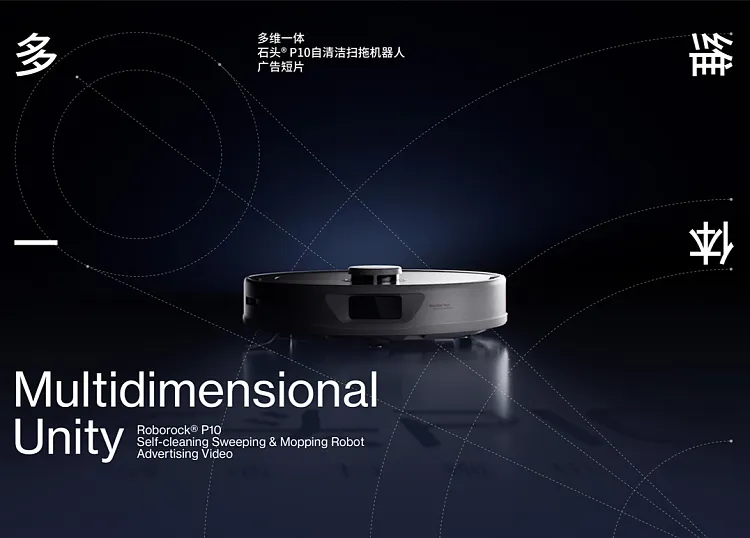 多
维
多维一体
石头® P10自清洁扫拖机器人
广告短片
一
体
Multidimensional
Unity
Roborock® P10
Self-cleaning Sweeping & Mopping Robot
Advertising Video